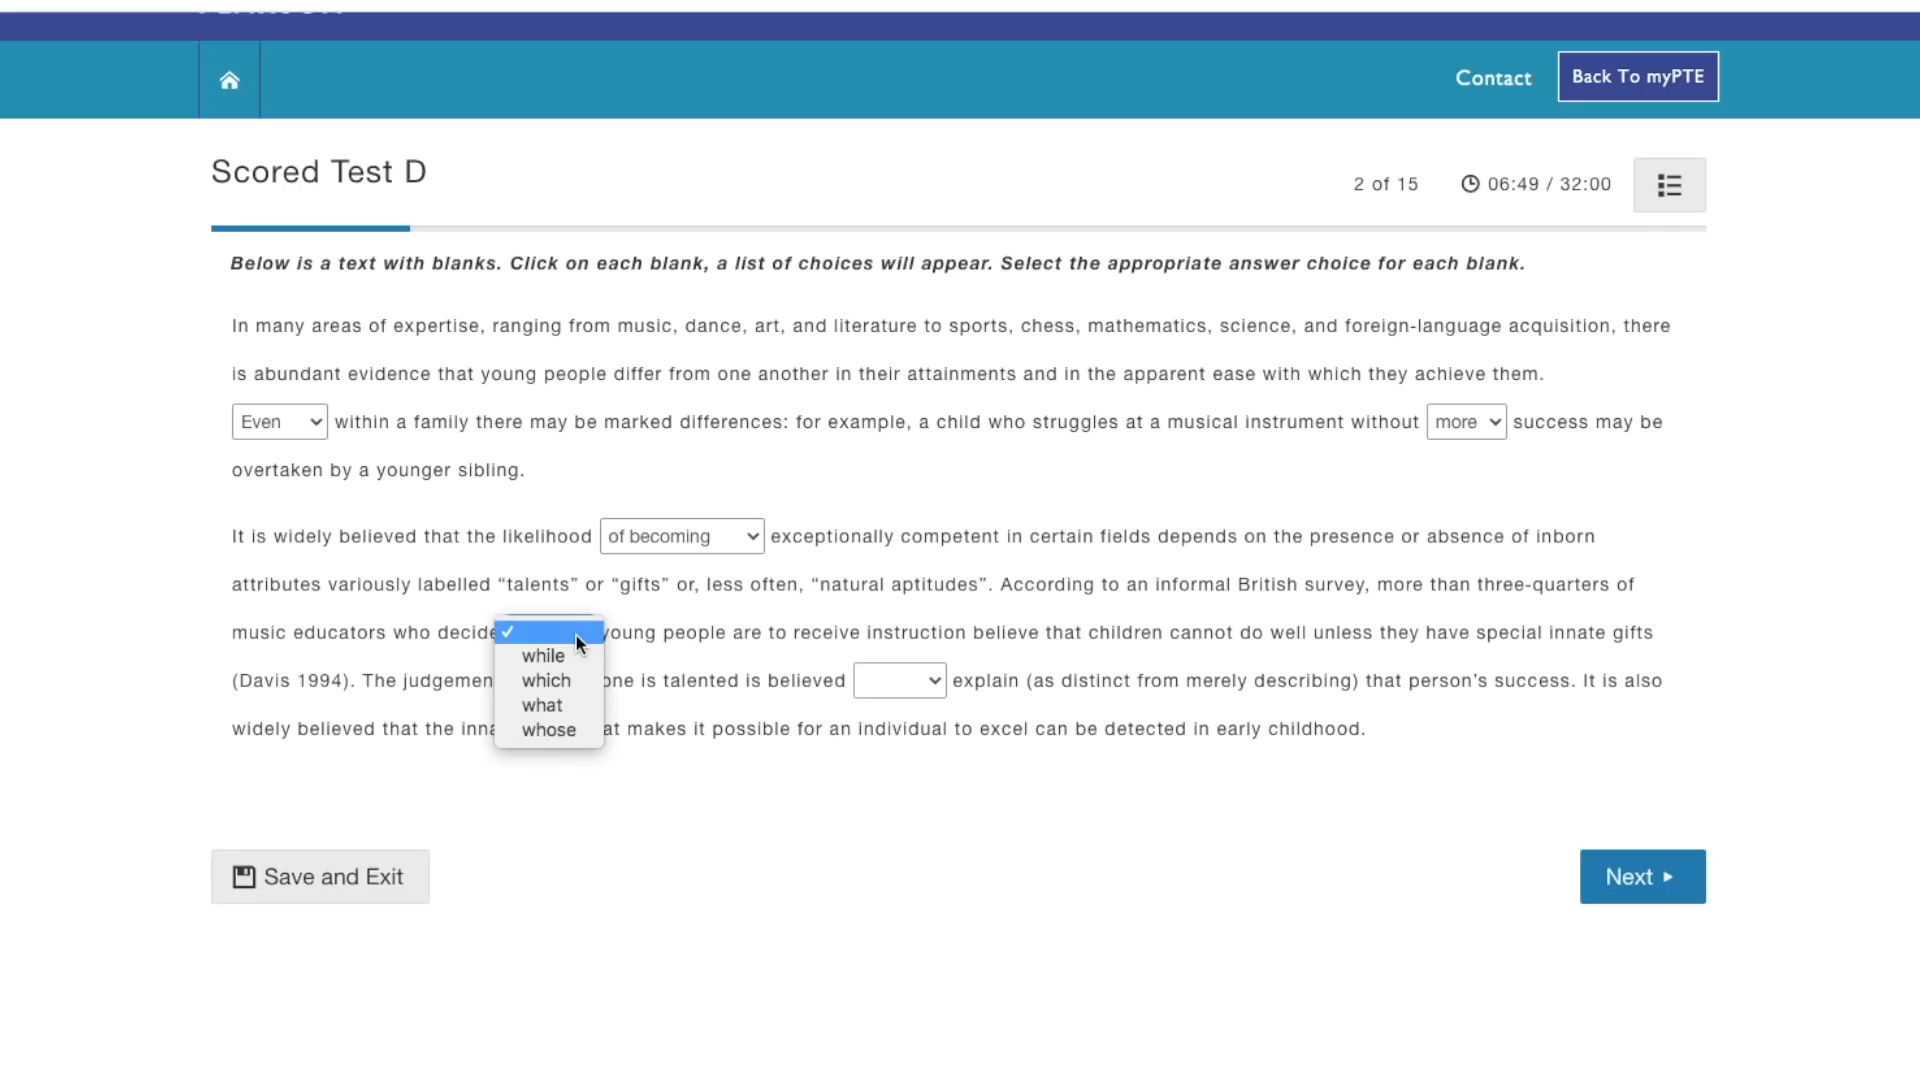 Contact
Back To myPTE
Scored Test D
2 of 15
06:49 / 32:00
Below is a text with blanks. Click on each blank, a list of choices will appear. Select the appropriate answer choice for each blank.
In many areas of expertise, ranging from music, dance, art, and literature to sports, chess, mathematics, science, and foreign-language acquisition, there
is abundant evidence that young people differ from one another in their attainments and in the apparent ease with which they achieve them.
Even within a family there may be marked differences: for example, a child who struggles at a musical instrument without more success may be
overtaken by a younger sibling.
It is widely believed that the likelihood of becoming exceptionally competent in certain fields depends on the presence or absence of inborn
attributes variously labelled “talents” or “gifts” or, less often, “natural aptitudes”. According to an informal British survey, more than three-quarters of
music educators who decide young people are to receive instruction believe that children cannot do well unless they have special innate gifts
while
(Davis 1994). The judgemen one is talented is believed explain (as distinct from merely describing) that person’s success. It is also
which
what
widely believed that the inna at makes it possible for an individual to excel can be detected in early childhood.
whose
Save and Exit
Next